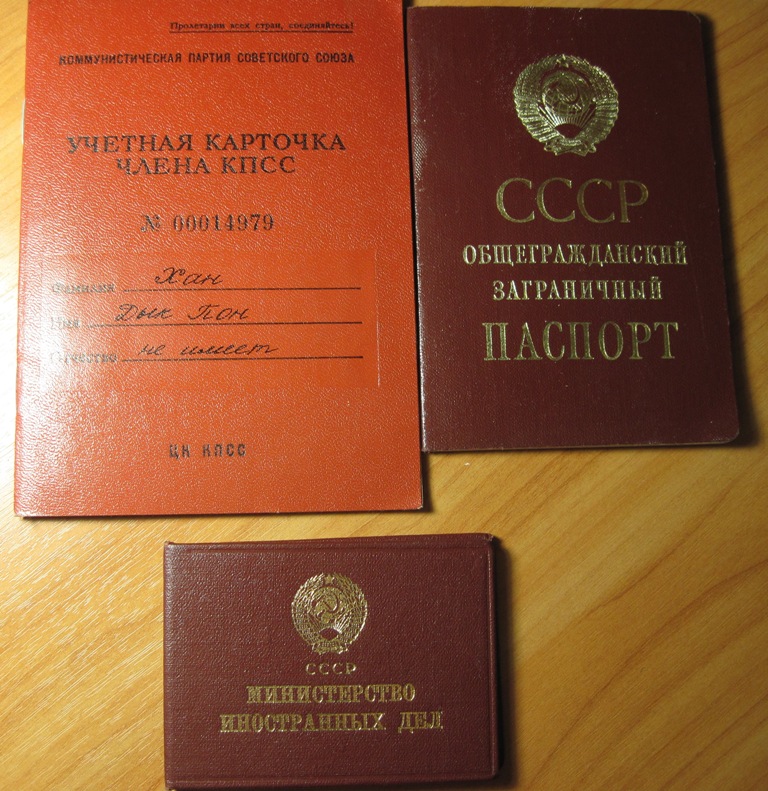 Пролетарии всех стран, соединяйтесь!
КОММУНИСТИЧЕСКАЯ ПАРТИЯ СОВЕТСКОГО СОЮЗА
УЧЕТНАЯ КАРТОЧКА
ЧЛЕНА КПСС
№ 00014979
Фамилия Хан
Имя Дык Пон
Отчество не имеет
ЦК КПСС
СССР
ОБЩЕГРАЖДАНСКИЙ
ЗАГРАНИЧНЫЙ
ПАСПОРТ
СССР
МИНИСТЕРСТВО
ИНОСТРАННЫХ ДЕЛ